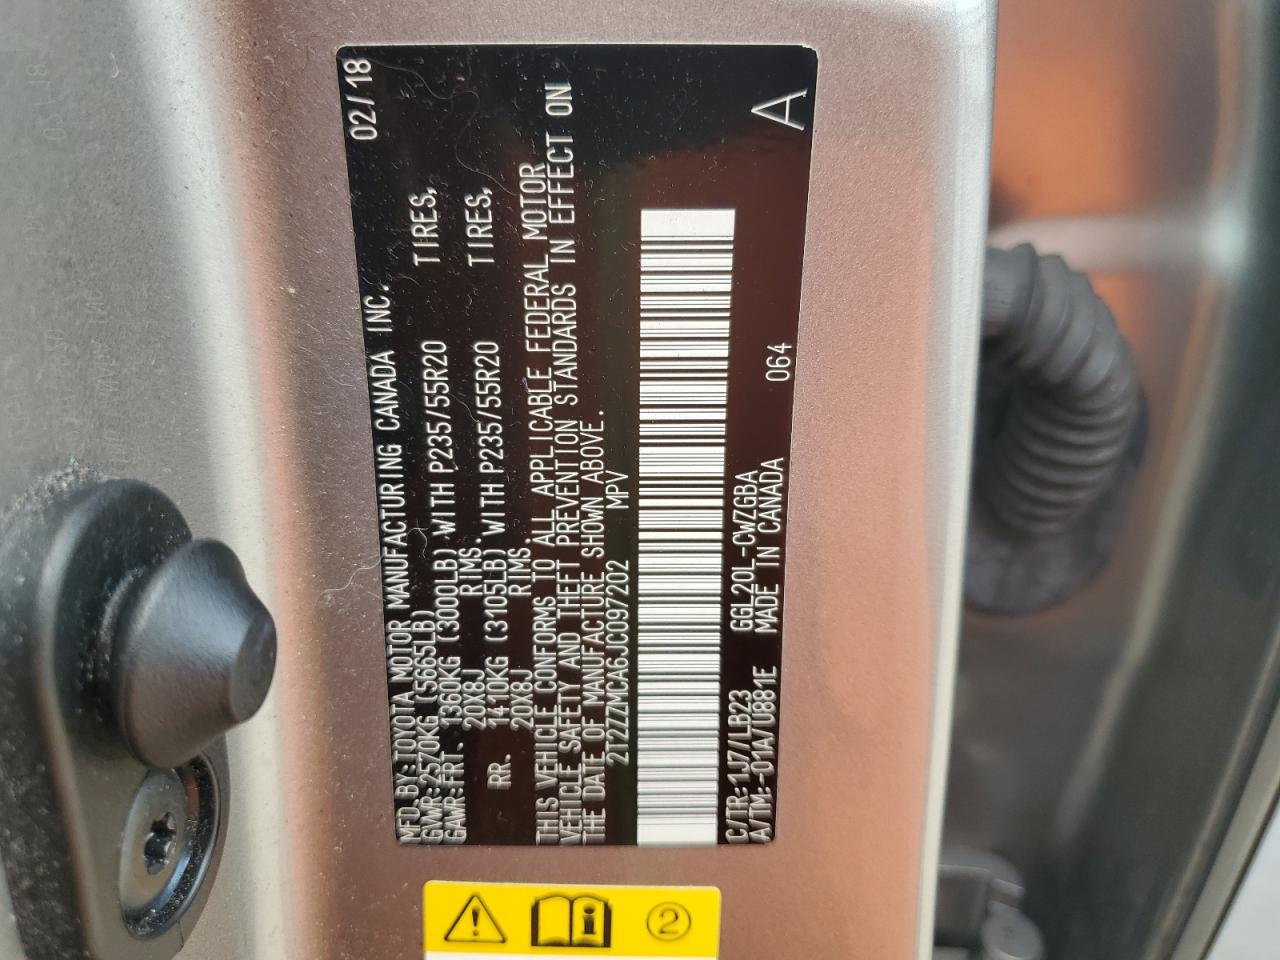 MFD. BY: TOYOTA MOTOR MANUFACTURING CANADA INC. 02/18
GVWR: 2570KG (5665LB)
GAWR: FRT. 1360KG (3000LB) WITH P235/55R20 TIRES,
20X8J RIMS
RR. 1410KG (3105LB) WITH P235/55R20 TIRES,
20X8J RIMS.
THIS VEHICLE CONFORMS TO ALL APPLICABLE FEDERAL MOTOR
VEHICLE SAFETY AND THEFT PREVENTION STANDARDS IN EFFECT ON
THE DATE OF MANUFACTURE SHOWN ABOVE.
2T2ZZMCA6JC097202 MPV
C/TR: 1J7/LB23 GGL20L-CWZGBA 064 A
A/TM: -01A/U881E MADE IN CANADA
2